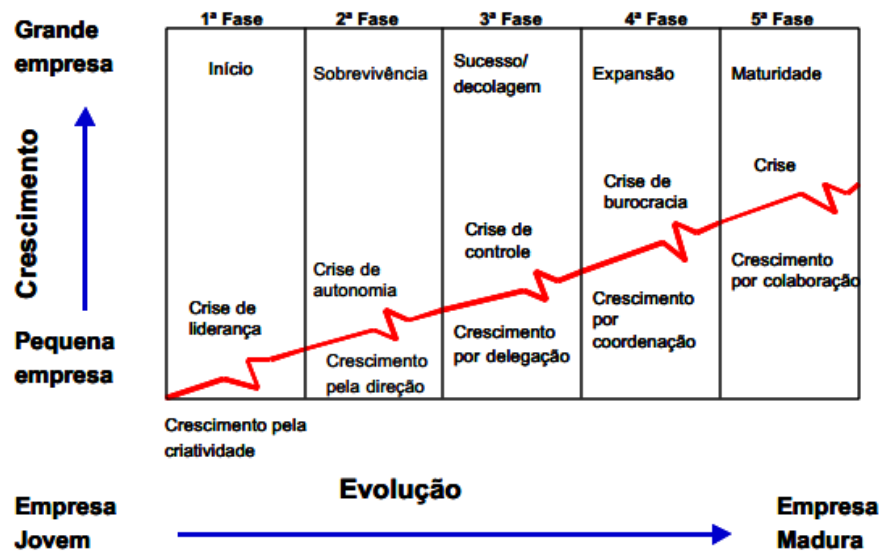 1ª Fase
2ª Fase
3ª Fase
4ª Fase
5ª Fase
Grande
empresa
Início
Sobrevivência
Sucesso/
decolagem
Expansão
Maturidade
Crescimento
Crise de
liderança
Crise de
autonomia
Crise de
controle
Crise de
burocracia
Crise
Pequena
empresa
Crescimento pela
criatividade
Crescimento
pela direção
Crescimento
por delegação
Crescimento
por
coordenação
Crescimento
por colaboração
Evolução
Empresa
Jovem
Empresa
Madura